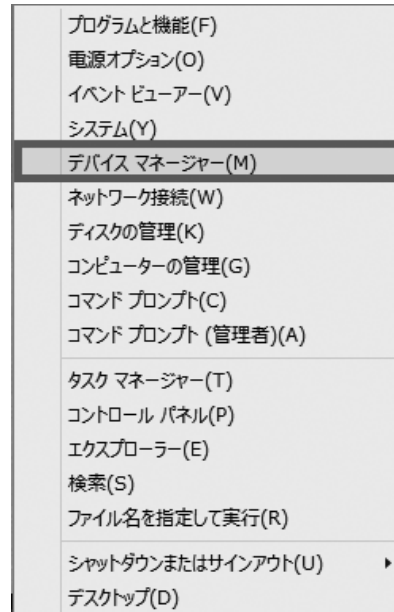 プログラムと機能(F)
電源オプション(O)
イベント ビューアー(V)
システム(Y)
デバイス マネージャー(M)
ネットワーク接続(W)
ディスクの管理(K)
コンピューターの管理(G)
コマンド プロンプト(C)
コマンド プロンプト (管理者)(A)
タスク マネージャー(T)
コントロール パネル(P)
エクスプローラー(E)
検索(S)
ファイル名を指定して実行(R)
シャットダウンまたはサインアウト(U)
デスクトップ(D)